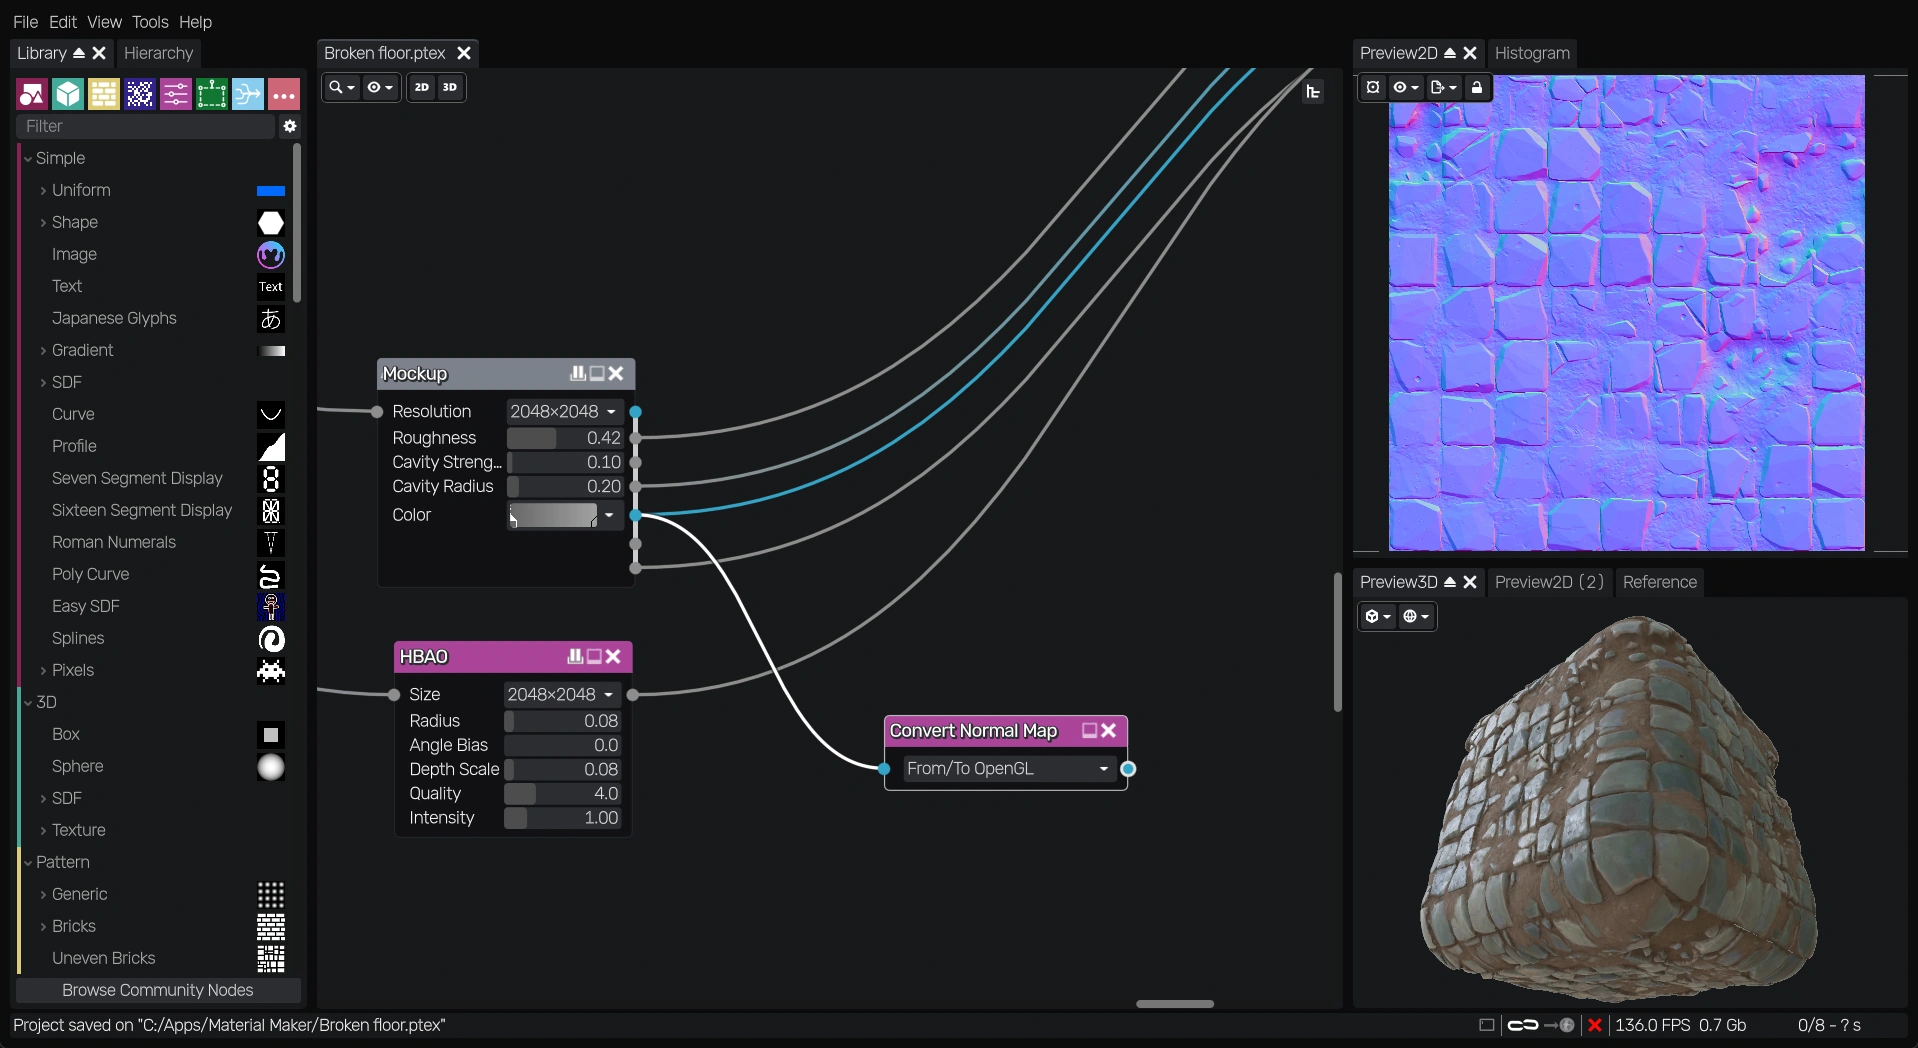 File Edit View Tools Help
Library Hierarchy
Filter
Simple
Uniform
Shape
Image
Text Text
Japanese Glyphs あ
Gradient
SDF
Curve
Profile
Seven Segment Display
Sixteen Segment Display
Roman Numerals
Poly Curve
Easy SDF
Splines
Pixels
3D
Box
Sphere
SDF
Texture
Pattern
Generic
Bricks
Uneven Bricks
Browse Community Nodes
Broken floor.ptex
2D 3D
Mockup
Resolution 2048×2048
Roughness 0.42
Cavity Streng... 0.10
Cavity Radius 0.20
Color
HBAO
Size 2048×2048
Radius 0.08
Angle Bias 0.0
Depth Scale 0.08
Quality 4.0
Intensity 1.00
Convert Normal Map
From/To OpenGL
Preview2D Histogram
Preview3D Preview2D (2) Reference
Project saved on "C:/Apps/Material Maker/Broken floor.ptex"
136.0 FPS 0.7 Gb 0/8 - ? s